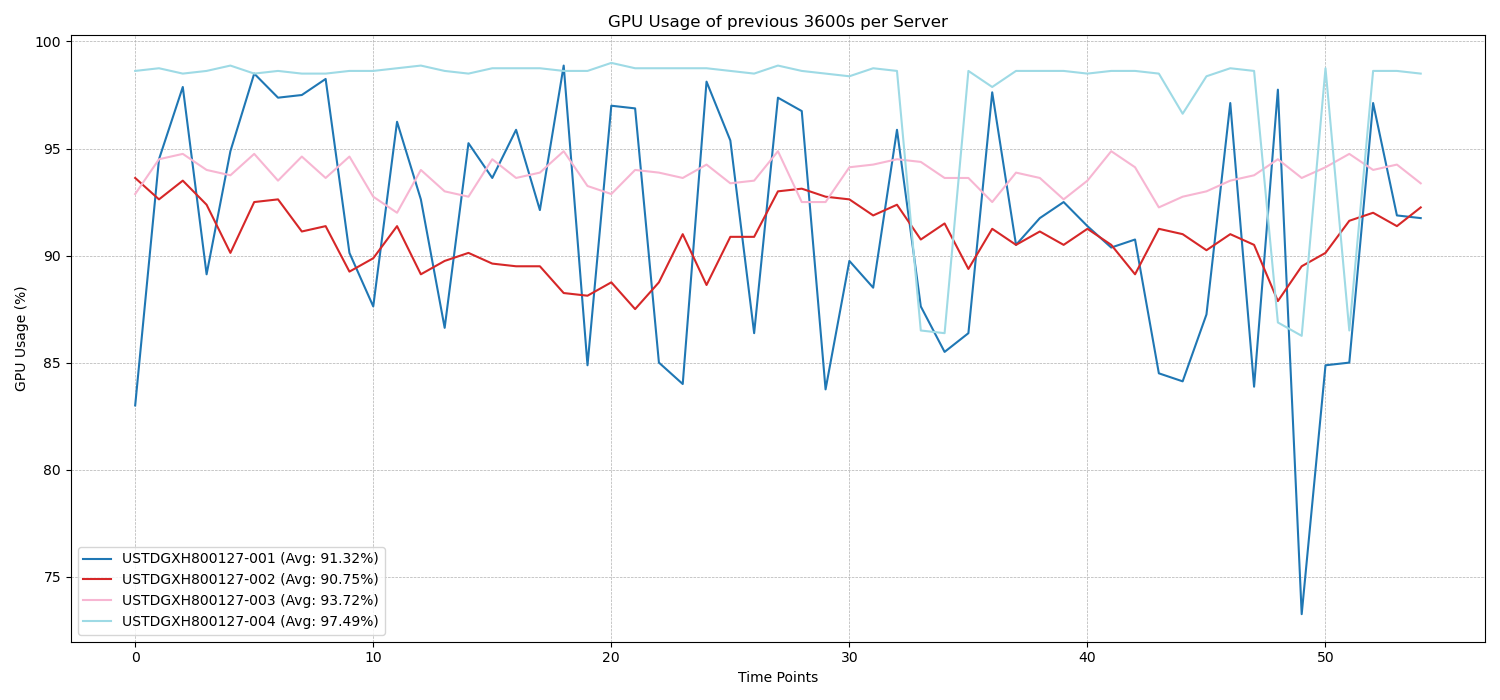 GPU Usage of previous 3600s per Server
100
95
90
85
80
75
GPU Usage (%)
USTDGXH800127-001 (Avg: 91.32%)
USTDGXH800127-002 (Avg: 90.75%)
USTDGXH800127-003 (Avg: 93.72%)
USTDGXH800127-004 (Avg: 97.49%)
0 10 20 30 40 50
Time Points